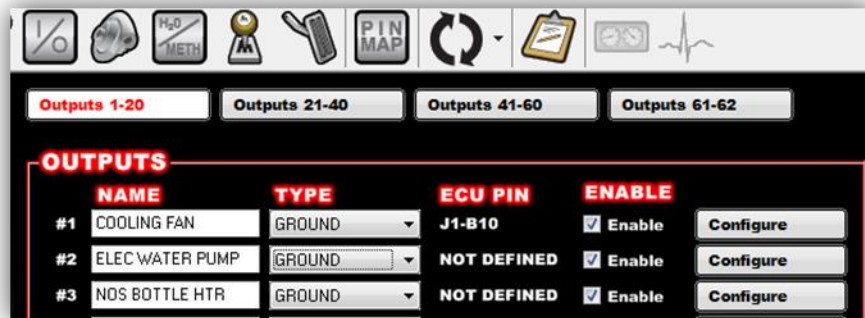 I/O H₂O METH PIN MAP
Outputs 1-20 Outputs 21-40 Outputs 41-60 Outputs 61-62
OUTPUTS
NAME TYPE ECU PIN ENABLE
#1 COOLING FAN GROUND J1-B10 Enable Configure
#2 ELEC WATER PUMP GROUND NOT DEFINED Enable Configure
#3 NOS BOTTLE HTR GROUND NOT DEFINED Enable Configure